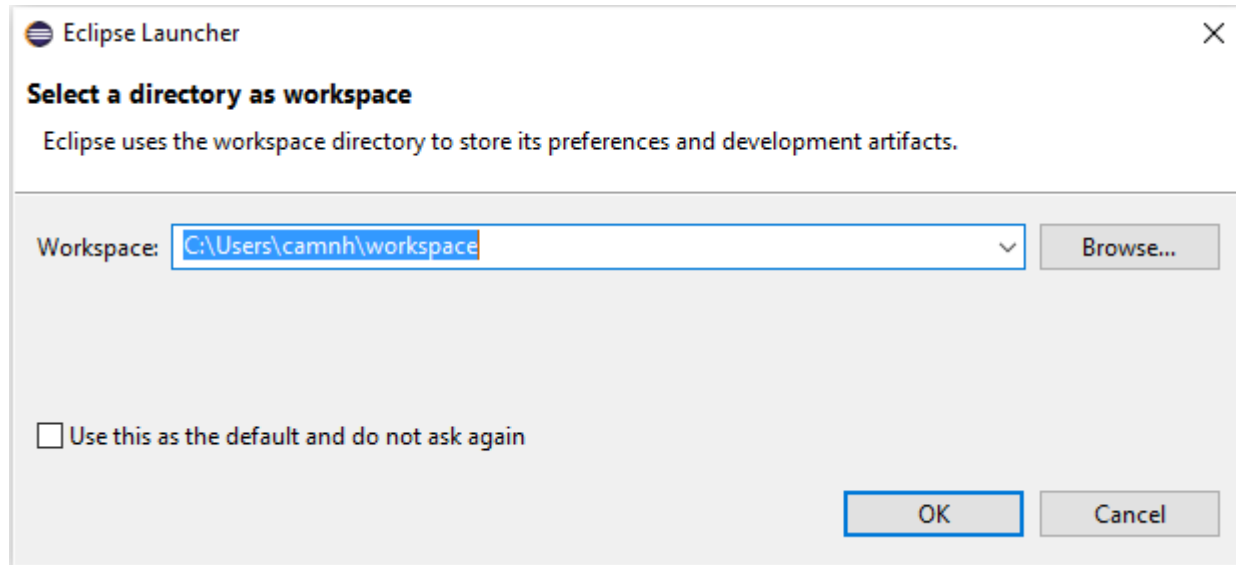 Eclipse Launcher
Select a directory as workspace
Eclipse uses the workspace directory to store its preferences and development artifacts.
Workspace: C:\Users\camnh\workspace Browse...
Use this as the default and do not ask again
OK Cancel